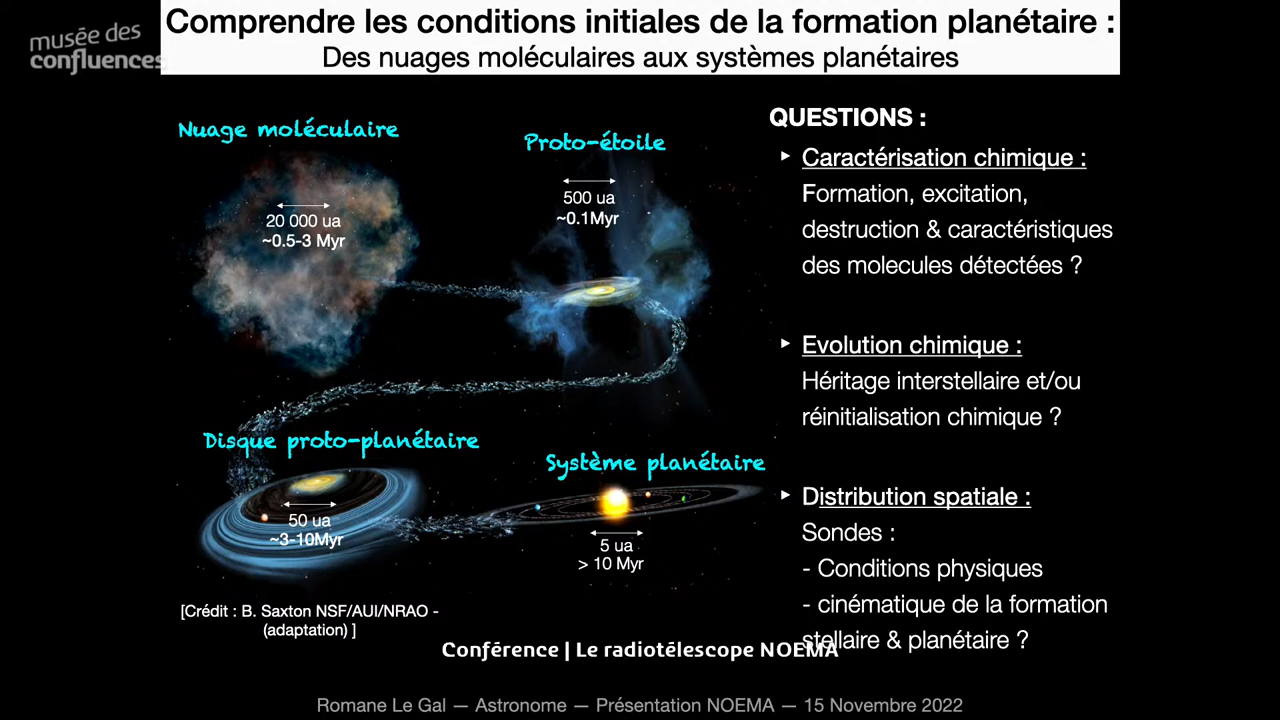 Comprendre les conditions initiales de la formation planétaire :
Des nuages moléculaires aux systèmes planétaires
musée des
confluences
Nuage moléculaire
20 000 ua
~0.5-3 Myr
Proto-étoile
500 ua
~0.1Myr
Disque proto-planétaire
50 ua
~3-10Myr
Système planétaire
5 ua
> 10 Myr
[Crédit : B. Saxton NSF/AUI/NRAO -
(adaptation) ]
QUESTIONS :
Caractérisation chimique :
Formation, excitation,
destruction & caractéristiques
des molecules détectées ?
Evolution chimique :
Héritage interstellaire et/ou
réinitialisation chimique ?
Distribution spatiale :
Sondes :
- Conditions physiques
- cinématique de la formation
stellaire & planétaire ?
Conférence | Le radiotélescope NOEMA
Romane Le Gal — Astronome — Présentation NOEMA — 15 Novembre 2022